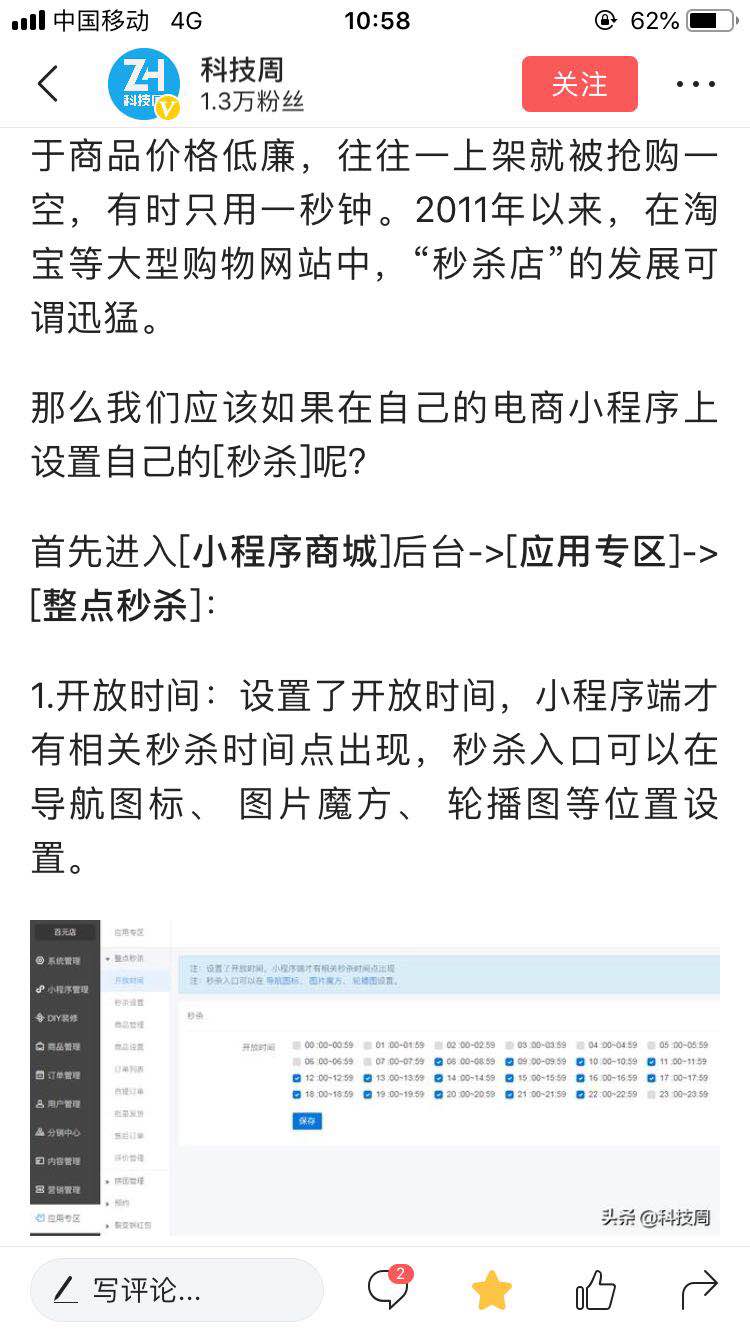 中国移动 4G 10:58 62%
ZH
科技周
V
科技周
1.3万粉丝
关注
于商品价格低廉，往往一上架就被抢购一
空，有时只用一秒钟。2011年以来，在淘
宝等大型购物网站中，“秒杀店”的发展可
谓迅猛。
那么我们应该如果在自己的电商小程序上
设置自己的[秒杀]呢?
首先进入[小程序商城]后台->[应用专区]->
[整点秒杀]：
1.开放时间：设置了开放时间，小程序端才
有相关秒杀时间点出现，秒杀入口可以在
导航图标、 图片魔方、 轮播图等位置设
置。
百元店
系统管理
小程序管理
DIY装修
商品管理
订单管理
用户管理
分销中心
内容管理
营销管理
应用专区
应用专区
整点秒杀
开放时间
秒杀设置
商品管理
商品设置
订单列表
自提订单
批量发货
售后订单
评价管理
拼团管理
预约
裂变拆红包
注：设置了开放时间，小程序端才有相关秒杀时间点出现
注：秒杀入口可以在 导航图标、 图片魔方、 轮播图设置。
秒杀
开放时间
00:00~00:59 01:00~01:59 02:00~02:59 03:00~03:59 04:00~04:59 05:00~05:59
06:00~06:59 07:00~07:59 08:00~08:59 09:00~09:59 10:00~10:59 11:00~11:59
12:00~12:59 13:00~13:59 14:00~14:59 15:00~15:59 16:00~16:59 17:00~17:59
18:00~18:59 19:00~19:59 20:00~20:59 21:00~21:59 22:00~22:59 23:00~23:59
保存
头条 @科技周
写评论...
2